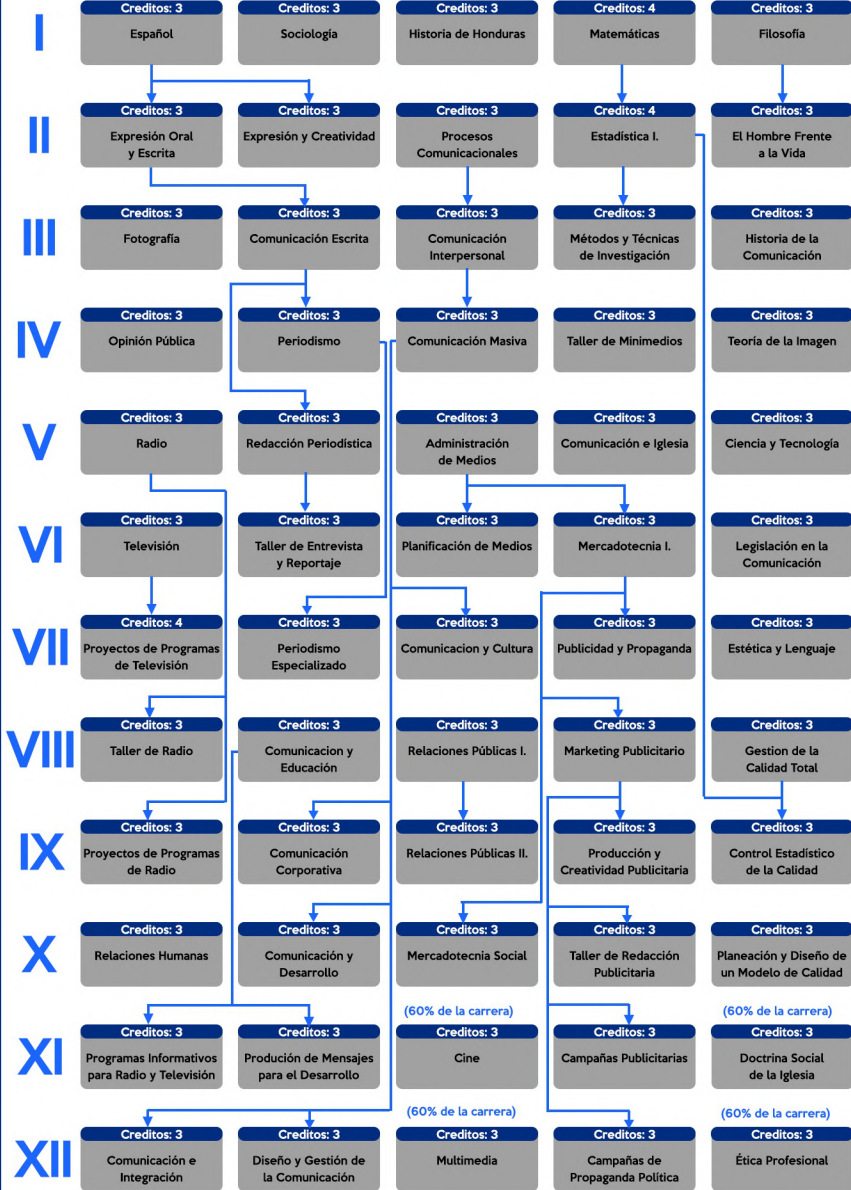 I
Creditos: 3
Español
Creditos: 3
Sociología
Creditos: 3
Historia de Honduras
Creditos: 4
Matemáticas
Creditos: 3
Filosofía
II
Creditos: 3
Expresión Oral
y Escrita
Creditos: 3
Expresión y Creatividad
Creditos: 3
Procesos
Comunicacionales
Creditos: 4
Estadística I.
Creditos: 3
El Hombre Frente
a la Vida
III
Creditos: 3
Fotografía
Creditos: 3
Comunicación Escrita
Creditos: 3
Comunicación
Interpersonal
Creditos: 3
Métodos y Técnicas
de Investigación
Creditos: 3
Historia de la
Comunicación
IV
Creditos: 3
Opinión Pública
Creditos: 3
Periodismo
Creditos: 3
Comunicación Masiva
Creditos: 3
Taller de Minimedios
Creditos: 3
Teoría de la Imagen
V
Creditos: 3
Radio
Creditos: 3
Redacción Periodística
Creditos: 3
Administración
de Medios
Creditos: 3
Comunicación e Iglesia
Creditos: 3
Ciencia y Tecnología
VI
Creditos: 3
Televisión
Creditos: 3
Taller de Entrevista
y Reportaje
Creditos: 3
Planificación de Medios
Creditos: 3
Mercadotecnia I.
Creditos: 3
Legislación en la
Comunicación
VII
Creditos: 4
Proyectos de Programas
de Televisión
Creditos: 3
Periodismo
Especializado
Creditos: 3
Comunicacion y Cultura
Creditos: 3
Publicidad y Propaganda
Creditos: 3
Estética y Lenguaje
VIII
Creditos: 3
Taller de Radio
Creditos: 3
Comunicacion y
Educación
Creditos: 3
Relaciones Públicas I.
Creditos: 3
Marketing Publicitario
Creditos: 3
Gestion de la
Calidad Total
IX
Creditos: 3
Proyectos de Programas
de Radio
Creditos: 3
Comunicación
Corporativa
Creditos: 3
Relaciones Públicas II.
Creditos: 3
Producción y
Creatividad Publicitaria
Creditos: 3
Control Estadístico
de la Calidad
X
Creditos: 3
Relaciones Humanas
Creditos: 3
Comunicación y
Desarrollo
Creditos: 3
Mercadotecnia Social
Creditos: 3
Taller de Redacción
Publicitaria
Creditos: 3
Planeación y Diseño de
un Modelo de Calidad
XI
Creditos: 3
Programas Informativos
para Radio y Televisión
Creditos: 3
Produción de Mensajes
para el Desarrollo
(60% de la carrera)
Creditos: 3
Cine
Creditos: 3
Campañas Publicitarias
(60% de la carrera)
Creditos: 3
Doctrina Social
de la Iglesia
XII
Creditos: 3
Comunicación e
Integración
Creditos: 3
Diseño y Gestión de
la Comunicación
(60% de la carrera)
Creditos: 3
Multimedia
Creditos: 3
Campañas de
Propaganda Política
(60% de la carrera)
Creditos: 3
Ética Profesional